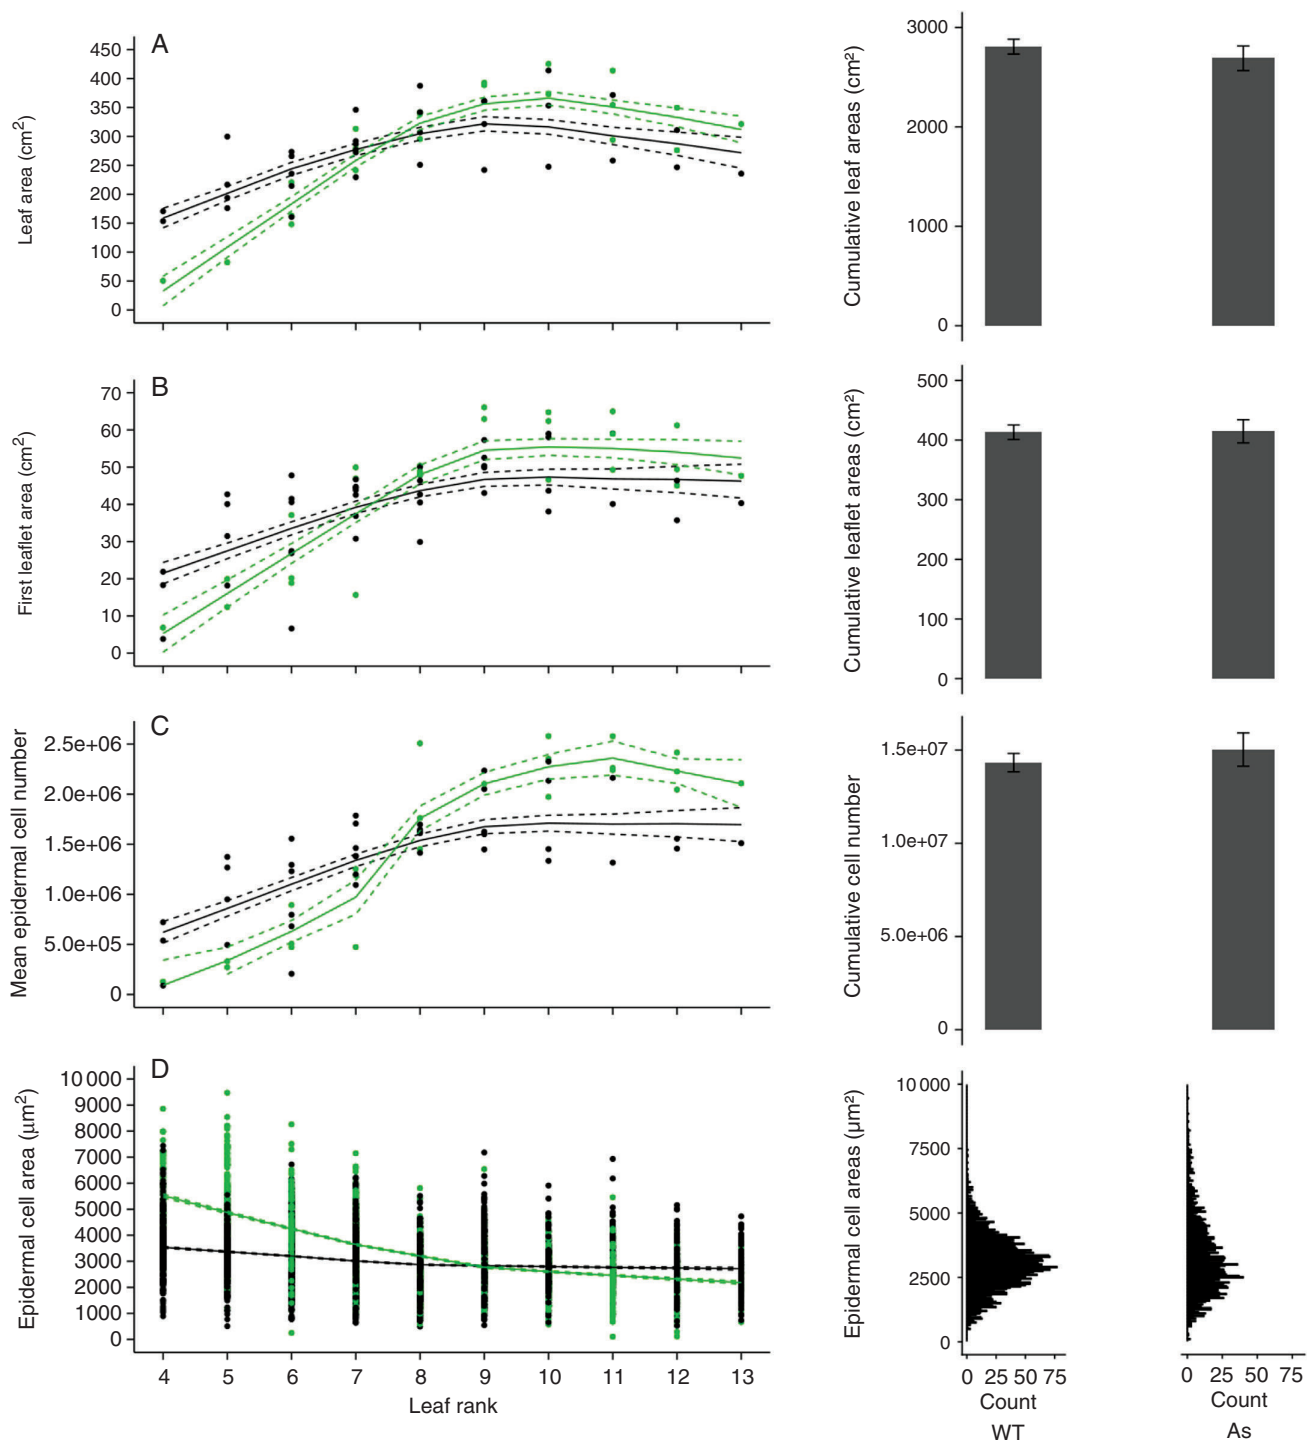 A
Leaf area (cm²)
450
400
350
300
250
200
150
100
50
0
Cumulative leaf areas (cm²)
3000
2000
1000
0
B
First leaflet area (cm²)
70
60
50
40
30
20
10
0
Cumulative leaflet areas (cm²)
500
400
300
200
100
0
C
Mean epidermal cell number
2.5e+06
2.0e+06
1.5e+06
1.0e+06
5.0e+05
0
Cumulative cell number
1.5e+07
1.0e+07
5.0e+06
0
D
Epidermal cell area (µm²)
10 000
9000
8000
7000
6000
5000
4000
3000
2000
1000
0
4 5 6 7 8 9 10 11 12 13
Leaf rank
Epidermal cell areas (µm²)
10 000
7500
5000
2500
0
0 25 50 75
Count
WT
0 25 50 75
Count
As